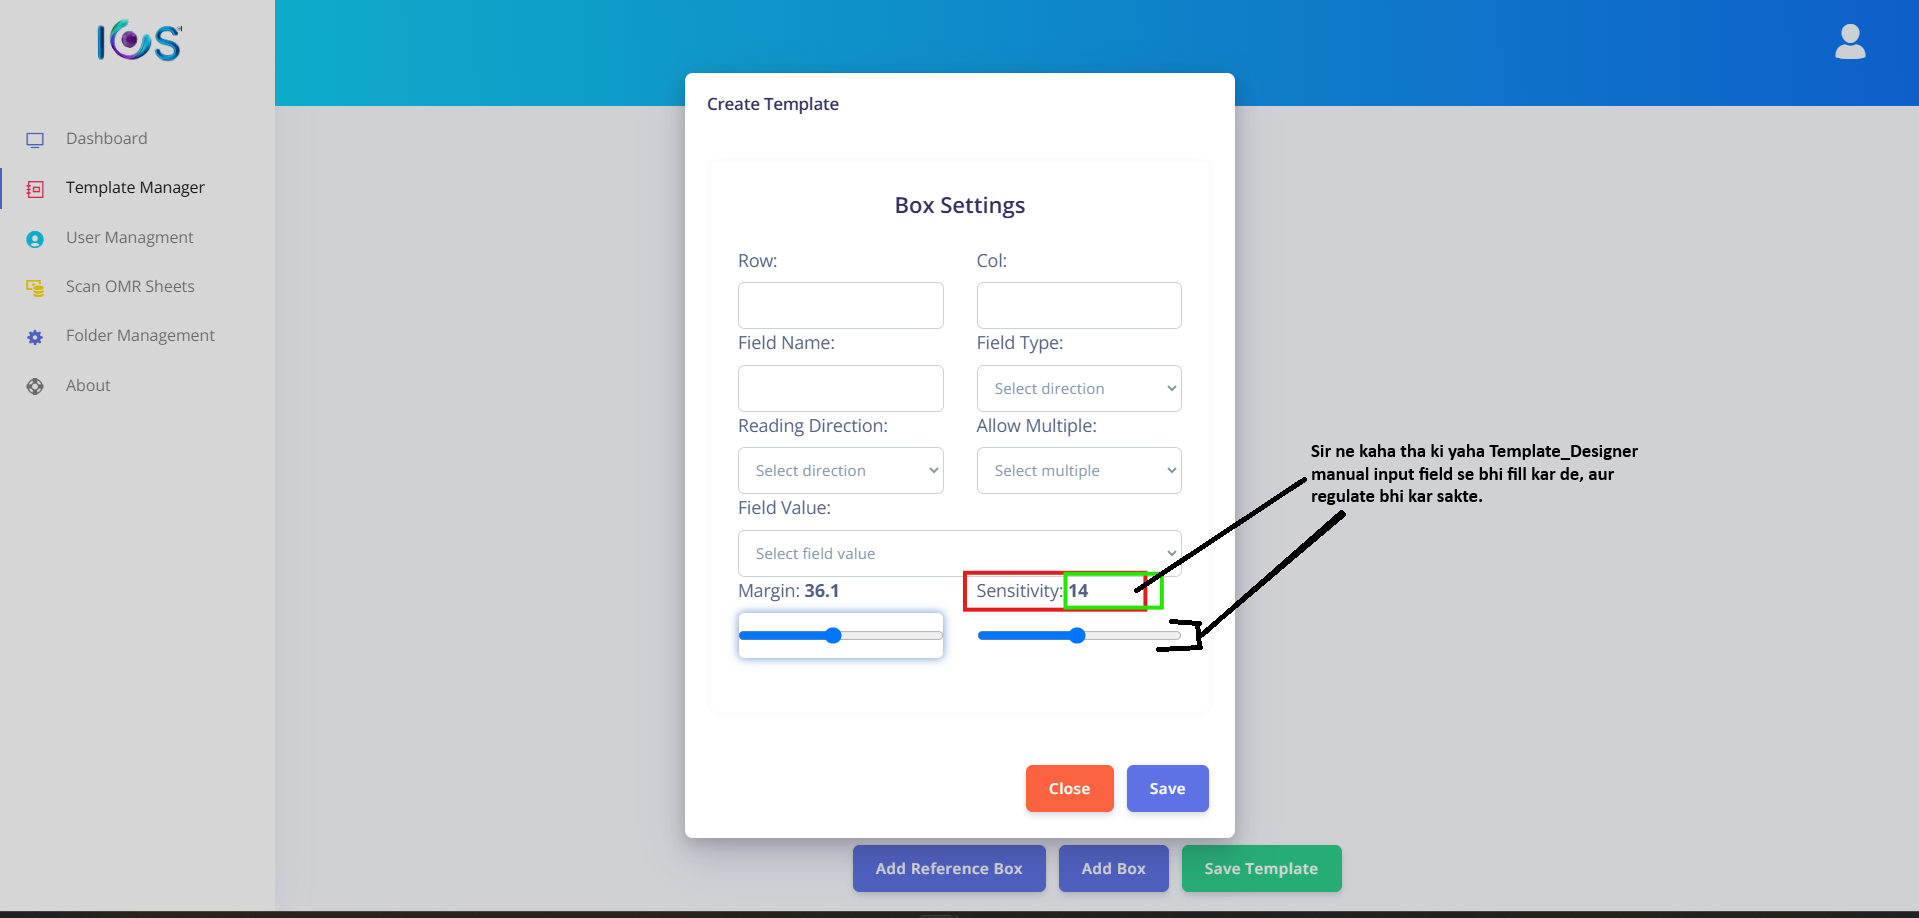 IOS
Create Template
Dashboard
Template Manager
User Managment
Scan OMR Sheets
Folder Management
About
Box Settings
Row:
Col:
Field Name:
Field Type:
Select direction
Reading Direction:
Allow Multiple:
Select direction
Select multiple
Field Value:
Select field value
Margin: 36.1
Sensitivity: 14
Sir ne kaha tha ki yaha Template_Designer
manual input field se bhi fill kar de, aur
regulate bhi kar sakte.
Close
Save
Add Reference Box
Add Box
Save Template